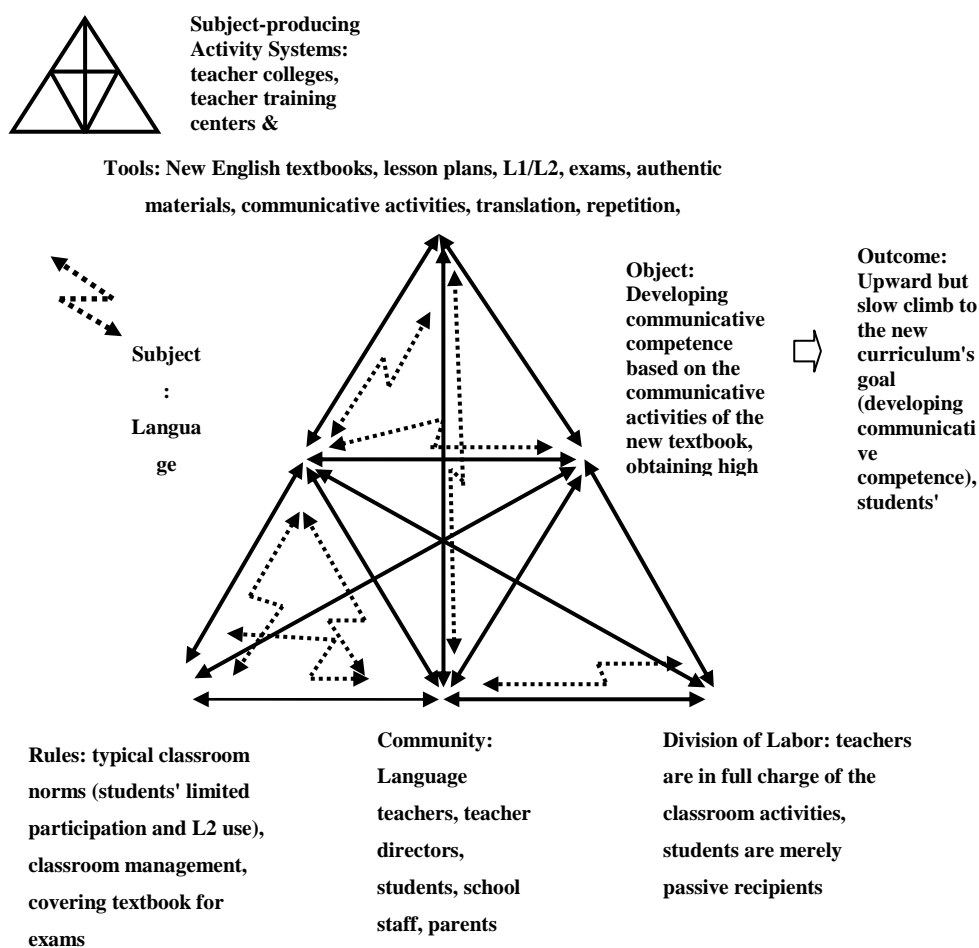 Subject-producing
Activity Systems:
teacher colleges,
teacher training
centers &
Tools: New English textbooks, lesson plans, L1/L2, exams, authentic
materials, communicative activities, translation, repetition,
Subject
:
Langua
ge
Object:
Developing
communicative
competence
based on the
communicative
activities of the
new textbook,
obtaining high
Outcome:
Upward but
slow climb to
the new
curriculum's
goal
(developing
communicati
ve
competence),
students'
Rules: typical classroom
norms (students' limited
participation and L2 use),
classroom management,
covering textbook for
exams
Community:
Language
teachers, teacher
directors,
students, school
staff, parents
Division of Labor: teachers
are in full charge of the
classroom activities,
students are merely
passive recipients